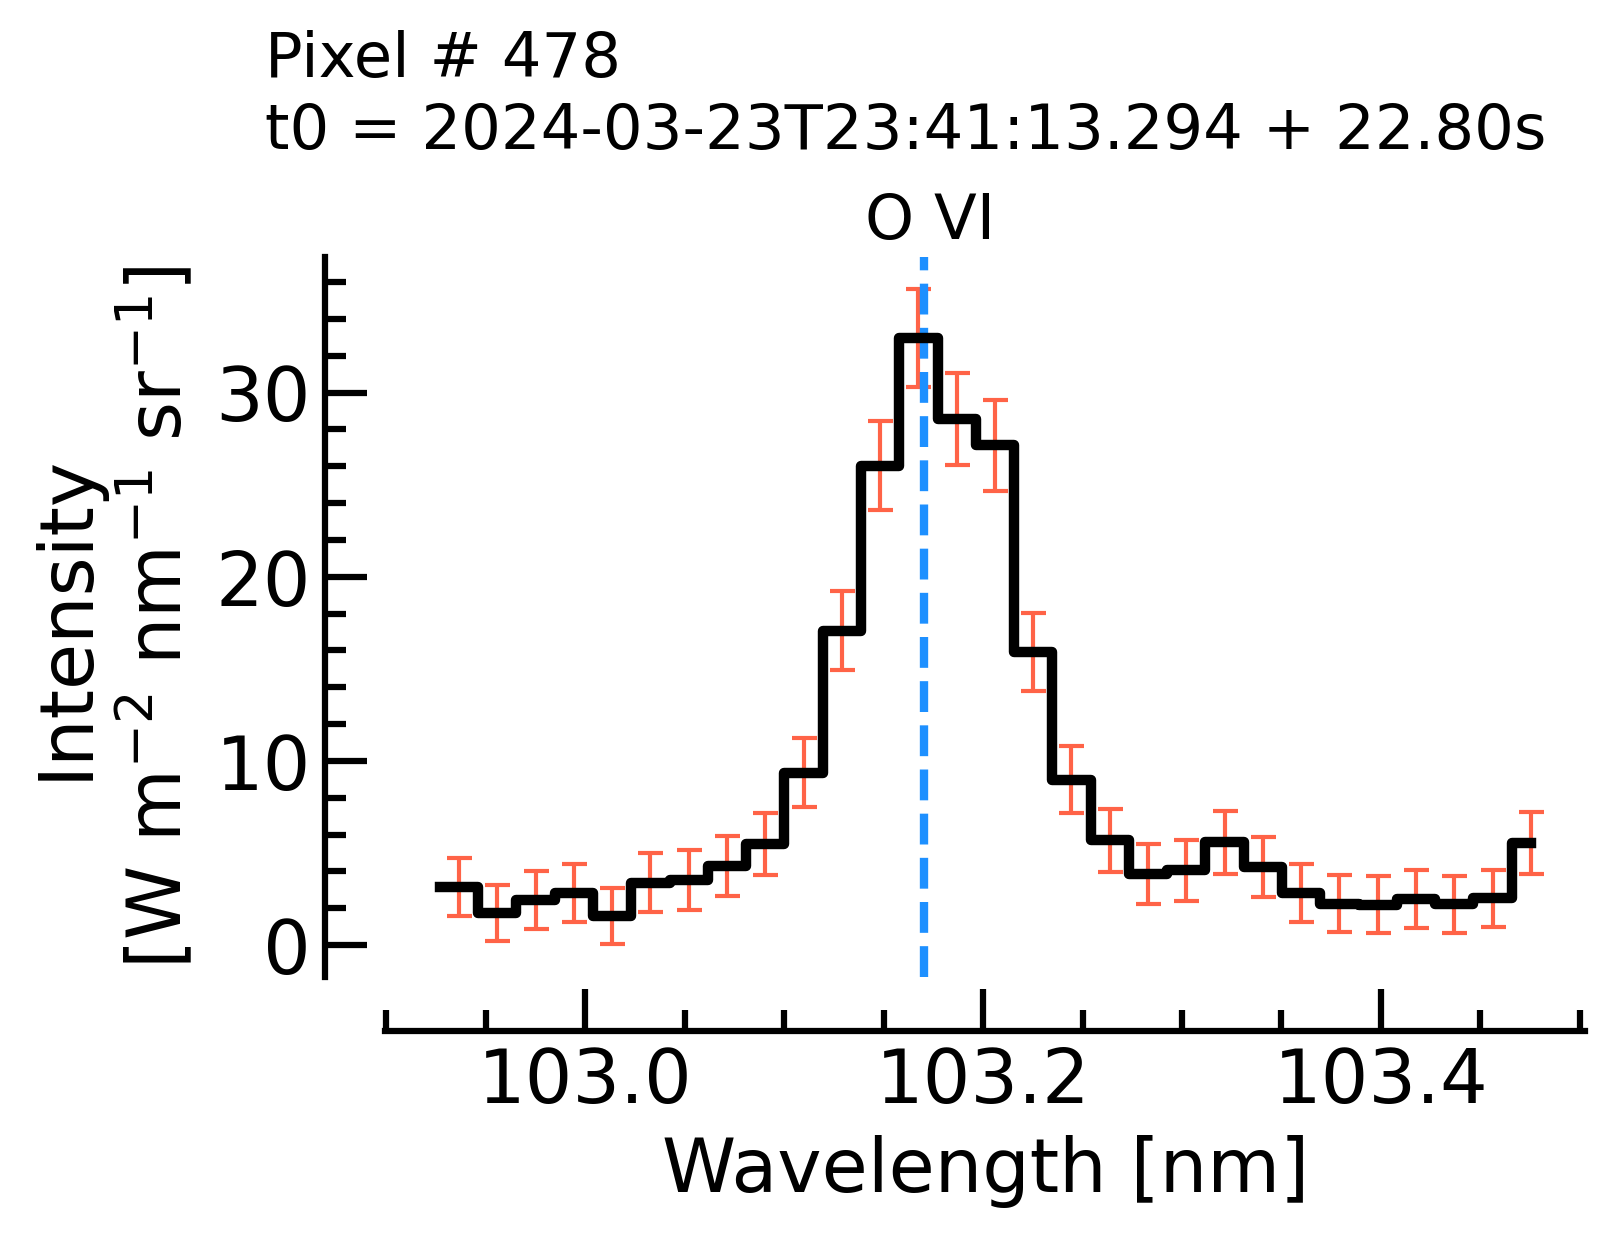 Pixel # 478
t0 = 2024-03-23T23:41:13.294 + 22.80s
O VI
Intensity
[W m⁻² nm⁻¹ sr⁻¹]
30
20
10
0
103.0 103.2 103.4
Wavelength [nm]